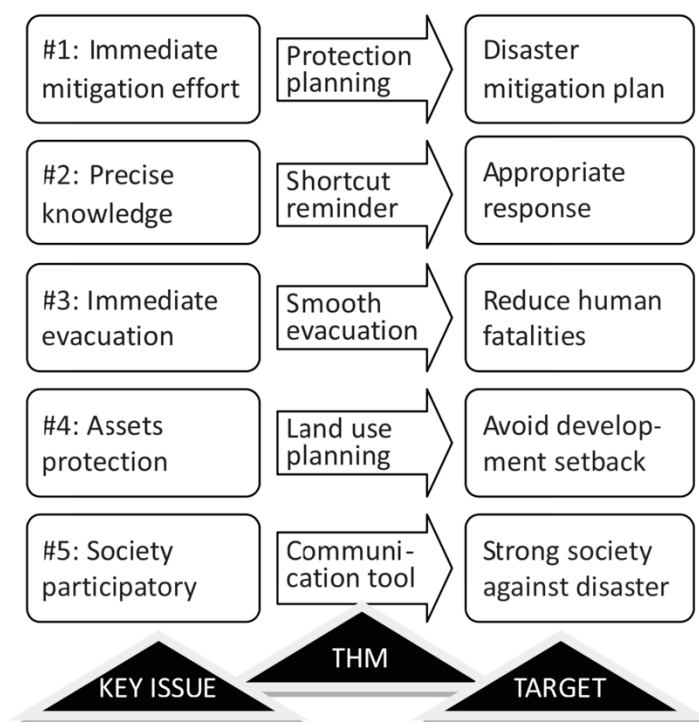 #1: Immediate
mitigation effort
Protection
planning
Disaster
mitigation plan
#2: Precise
knowledge
Shortcut
reminder
Appropriate
response
#3: Immediate
evacuation
Smooth
evacuation
Reduce human
fatalities
#4: Assets
protection
Land use
planning
Avoid develop-
ment setback
#5: Society
participatory
Communi-
cation tool
Strong society
against disaster
KEY ISSUE
THM
TARGET